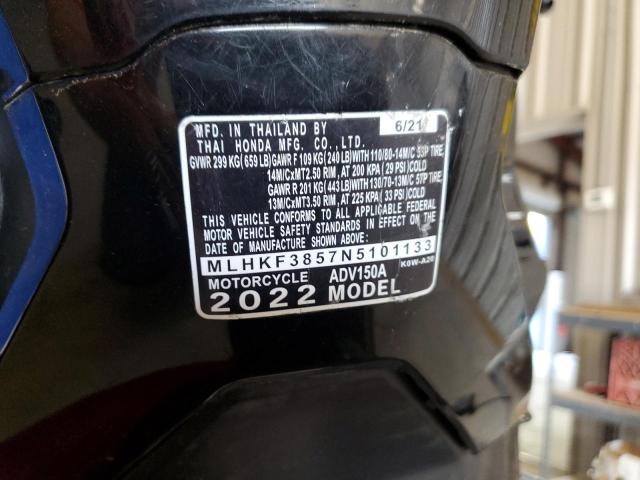 MFD. IN THAILAND BY 6/21
THAI HONDA MFG. CO., LTD.
GVWR 299 KG( 659 LB)GAWR F 109 KG( 240 LB)WITH 110/80-14M/C 53P TIRE
14M/CxMT2.50 RIM, AT 200 KPA ( 29 PSI)COLD
GAWR R 201 KG( 443 LB)WITH 130/70-13M/C 57P TIRE
13M/CxMT3.50 RIM, AT 225 KPA ( 33 PSI)COLD
THIS VEHICLE CONFORMS TO ALL APPLICABLE FEDERAL
MOTOR VEHICLE SAFETY STANDARDS IN EFFECT ON THE
DATE OF MANUFACTURE SHOWN ABOVE.
MLHKF3857N5101133 K0W-A20
MOTORCYCLE ADV150A
2022 MODEL